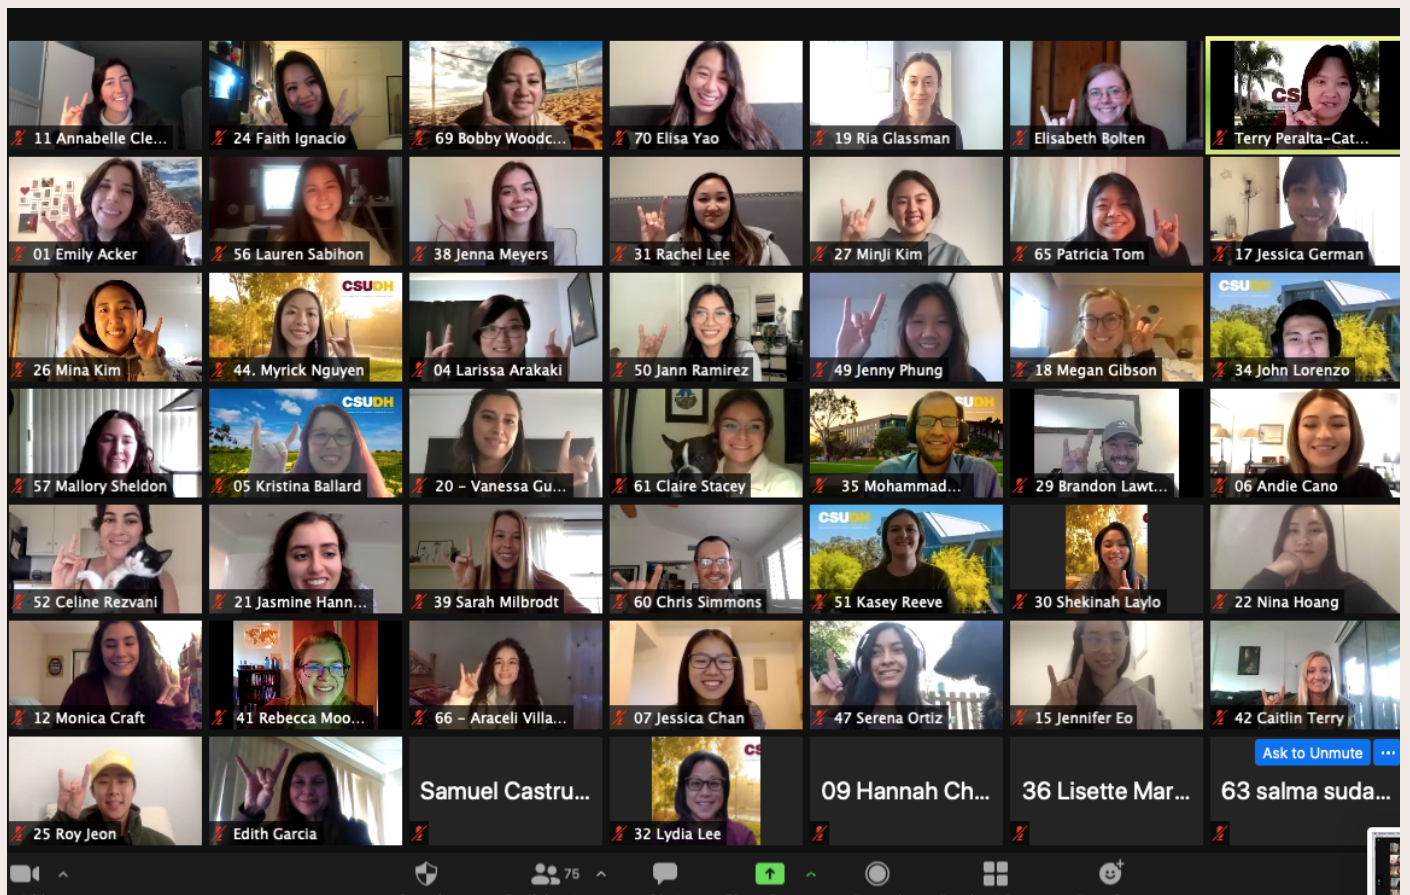 11 Annabelle Cle...
24 Faith Ignacio
69 Bobby Woodc...
70 Elisa Yao
19 Ria Glassman
Elisabeth Bolten
CS
Terry Peralta-Cat...
01 Emily Acker
56 Lauren Sabihon
38 Jenna Meyers
31 Rachel Lee
27 MinJi Kim
65 Patricia Tom
17 Jessica German
26 Mina Kim
CSUDH
44. Myrick Nguyen
04 Larissa Arakaki
50 Jann Ramirez
49 Jenny Phung
18 Megan Gibson
CSUDH
34 John Lorenzo
57 Mallory Sheldon
CSUDH
05 Kristina Ballard
20 – Vanessa Gu...
61 Claire Stacey
SUDH
35 Mohammad...
29 Brandon Lawt...
06 Andie Cano
52 Celine Rezvani
21 Jasmine Hann...
39 Sarah Milbrodt
60 Chris Simmons
CSUDH
51 Kasey Reeve
30 Shekinah Laylo
22 Nina Hoang
12 Monica Craft
41 Rebecca Moo...
66 – Araceli Villa...
07 Jessica Chan
47 Serena Ortiz
15 Jennifer Eo
42 Caitlin Terry
25 Roy Jeon
Edith Garcia
Samuel Castru...
CS
32 Lydia Lee
09 Hannah Ch...
36 Lisette Mar...
Ask to Unmute
63 salma suda...
75